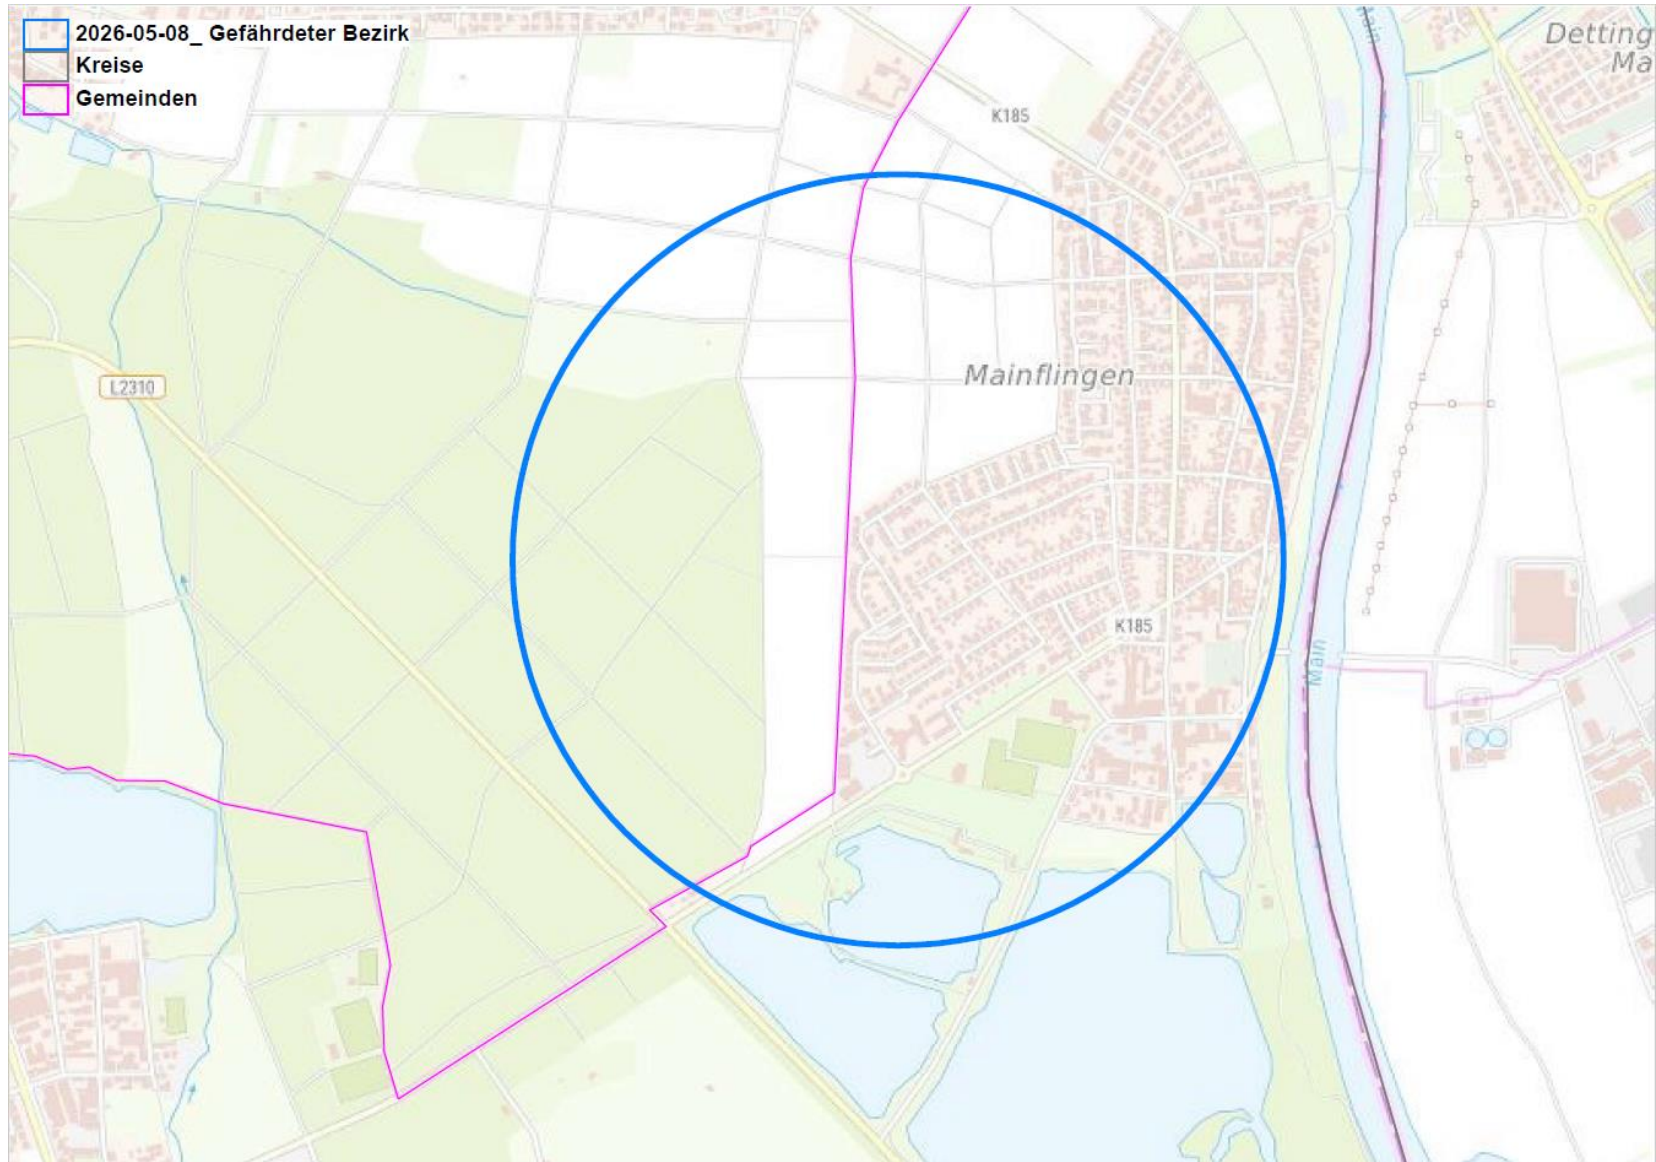 2026-05-08_ Gefährdeter Bezirk
Kreise
Gemeinden
Main
Detting
Ma
K185
Mainflingen
L2310
K185
Main